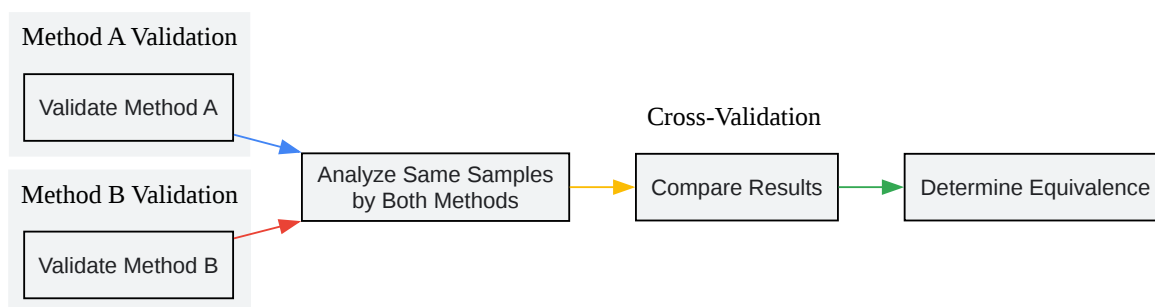 Method A Validation
Validate Method A
Method B Validation
Validate Method B
Analyze Same Samples
by Both Methods
Cross-Validation
Compare Results
Determine Equivalence